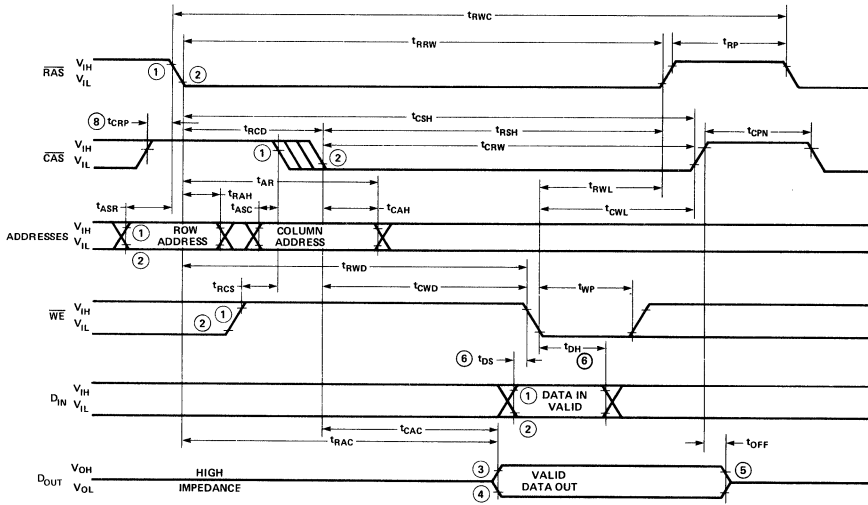 tRWC
tRRW
tRP
RAS VIH
VIL
1
2
tCSH
8 tCRP
tRCD
tRSH
tCPN
tCRW
CAS VIH
VIL
1
2
tAR
tRWL
tASR
tRAH
tASC
tCAH
tCWL
ADDRESSES VIH
VIL
1
ROW
ADDRESS
COLUMN
ADDRESS
2
tRWD
tRCS
tCWD
tWP
WE VIH
VIL
1
2
6 tDS
tDH
6
DIN VIH
VIL
1
DATA IN
VALID
2
tCAC
tRAC
tOFF
DOUT VOH
VOL
HIGH
IMPEDANCE
3
4
VALID
DATA OUT
5